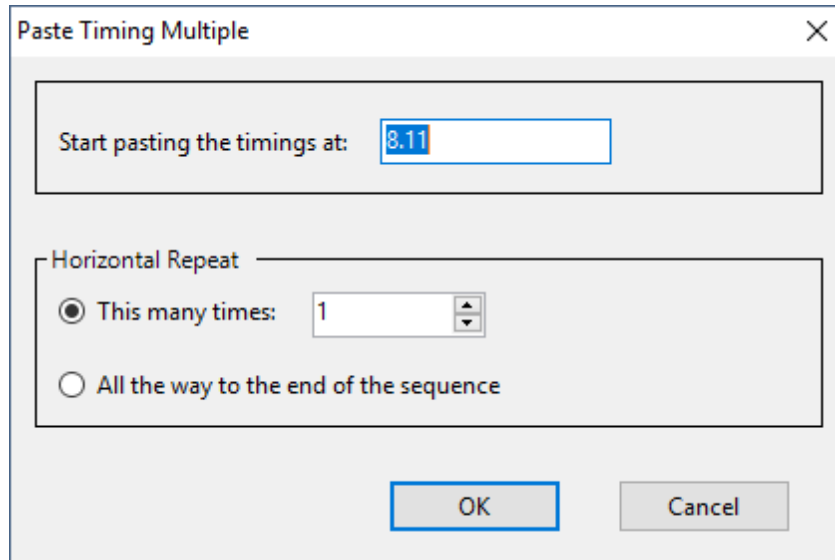 Paste Timing Multiple
Start pasting the timings at: 8.11
Horizontal Repeat
This many times: 1
All the way to the end of the sequence
OK Cancel